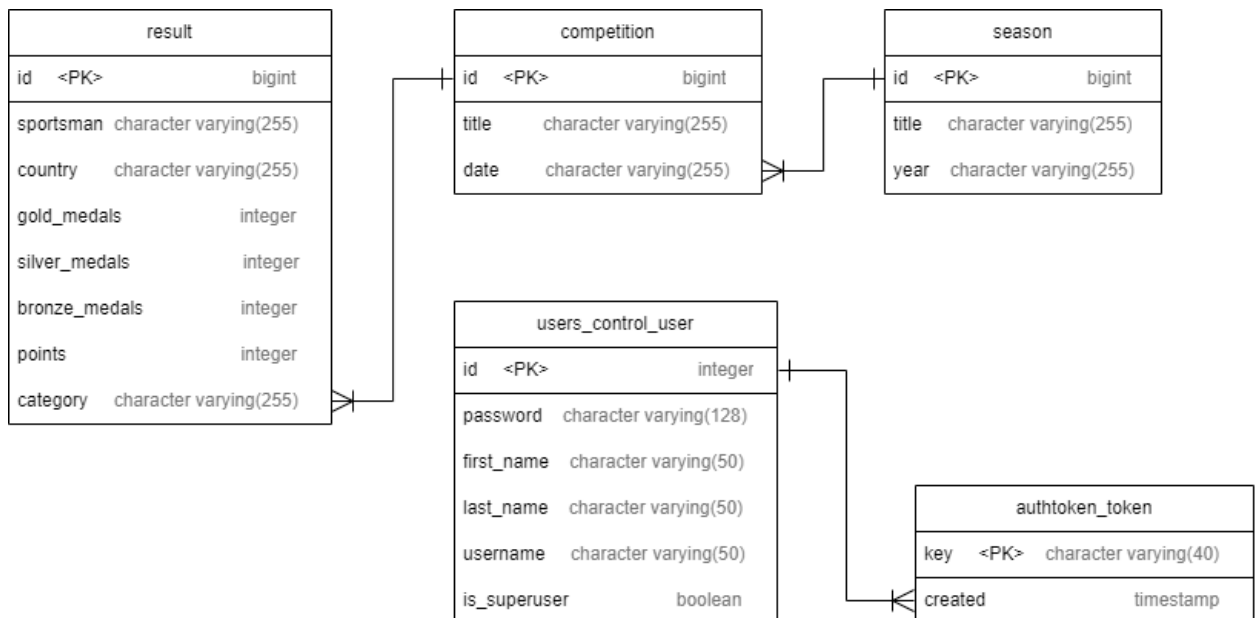 result
id <PK> bigint
sportsman character varying(255)
country character varying(255)
gold_medals integer
silver_medals integer
bronze_medals integer
points integer
category character varying(255)
competition
id <PK> bigint
title character varying(255)
date character varying(255)
season
id <PK> bigint
title character varying(255)
year character varying(255)
users_control_user
id <PK> integer
password character varying(128)
first_name character varying(50)
last_name character varying(50)
username character varying(50)
is_superuser boolean
authtoken_token
key <PK> character varying(40)
created timestamp